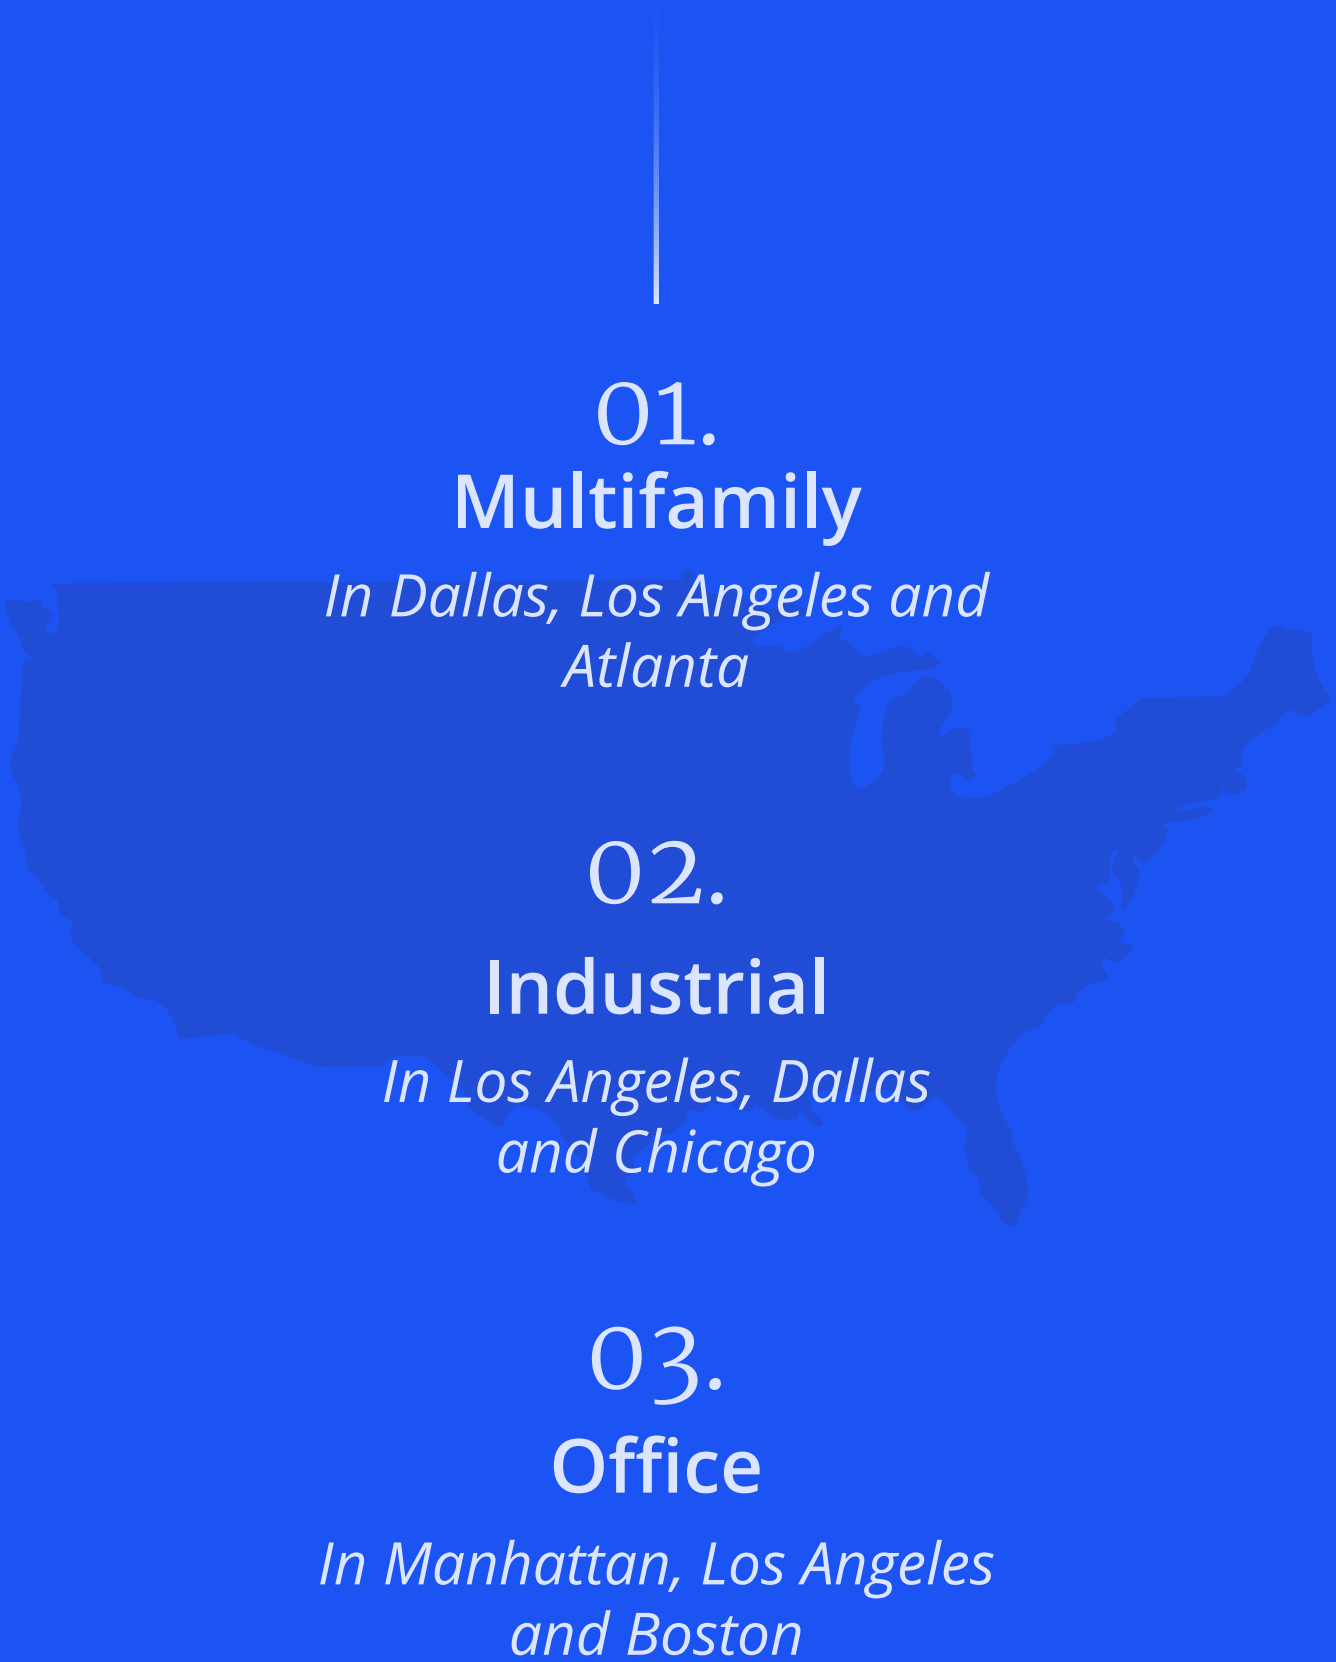 01.
Multifamily
In Dallas, Los Angeles and
Atlanta
02.
Industrial
In Los Angeles, Dallas
and Chicago
03.
Office
In Manhattan, Los Angeles
and Boston